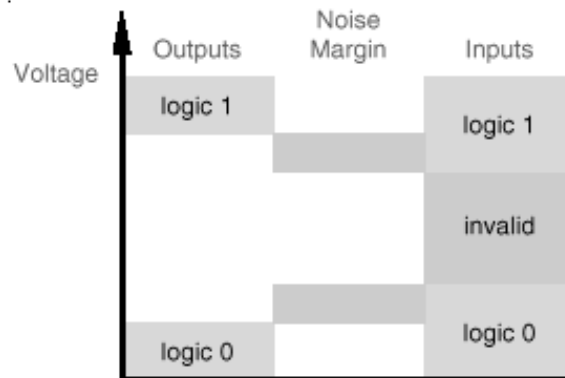 Noise
Outputs Margin Inputs
Voltage
logic 1
logic 1
invalid
logic 0
logic 0